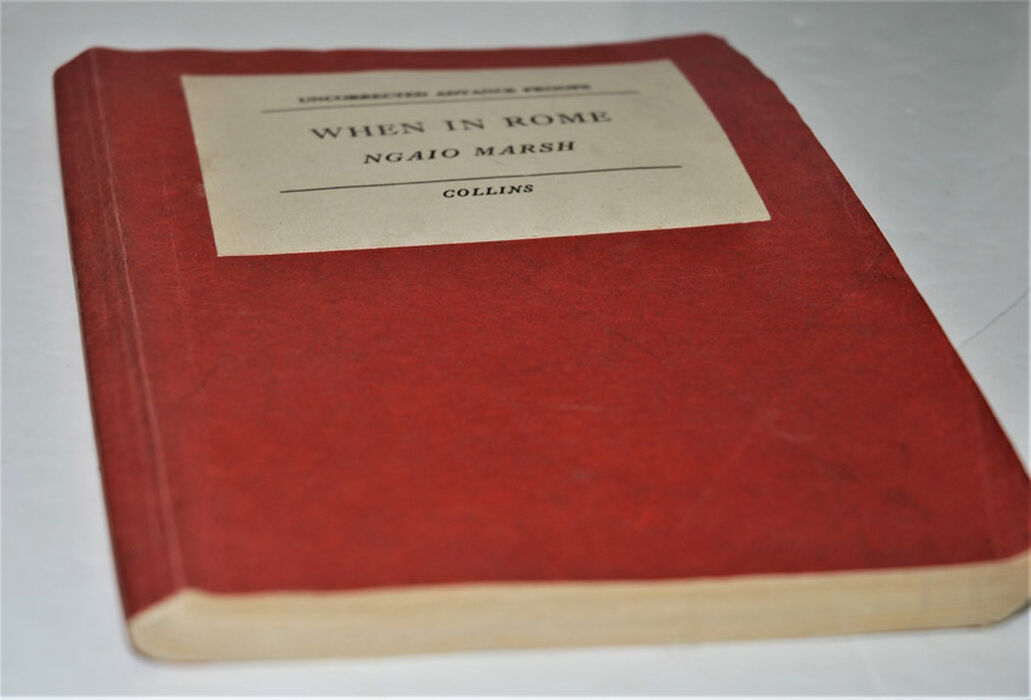 UNCORRECTED ADVANCE PROOFS
WHEN IN ROME
NGAIO MARSH
COLLINS